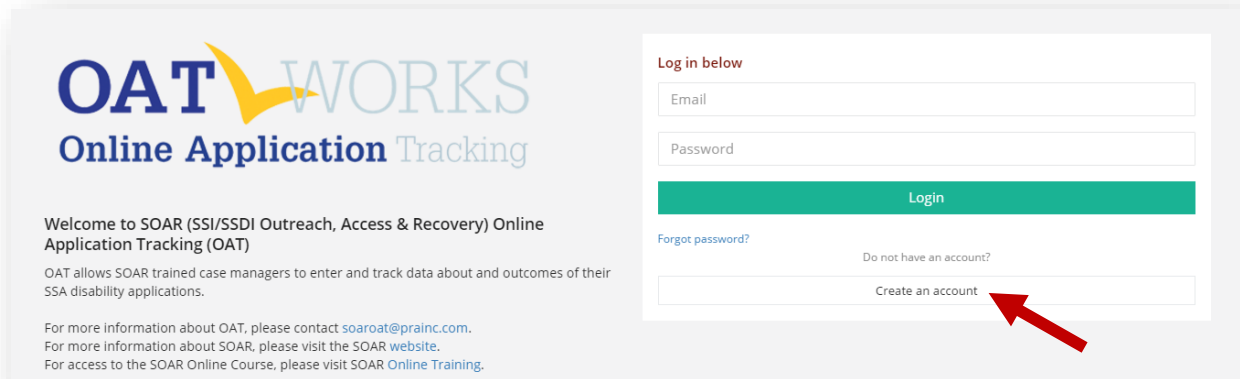 OAT WORKS
Online Application Tracking
Welcome to SOAR (SSI/SSDI Outreach, Access & Recovery) Online
Application Tracking (OAT)
OAT allows SOAR trained case managers to enter and track data about and outcomes of their
SSA disability applications.
For more information about OAT, please contact soaroat@prainc.com.
For more information about SOAR, please visit the SOAR website.
For access to the SOAR Online Course, please visit SOAR Online Training.
Log in below
Email
Password
Login
Forgot password?
Do not have an account?
Create an account